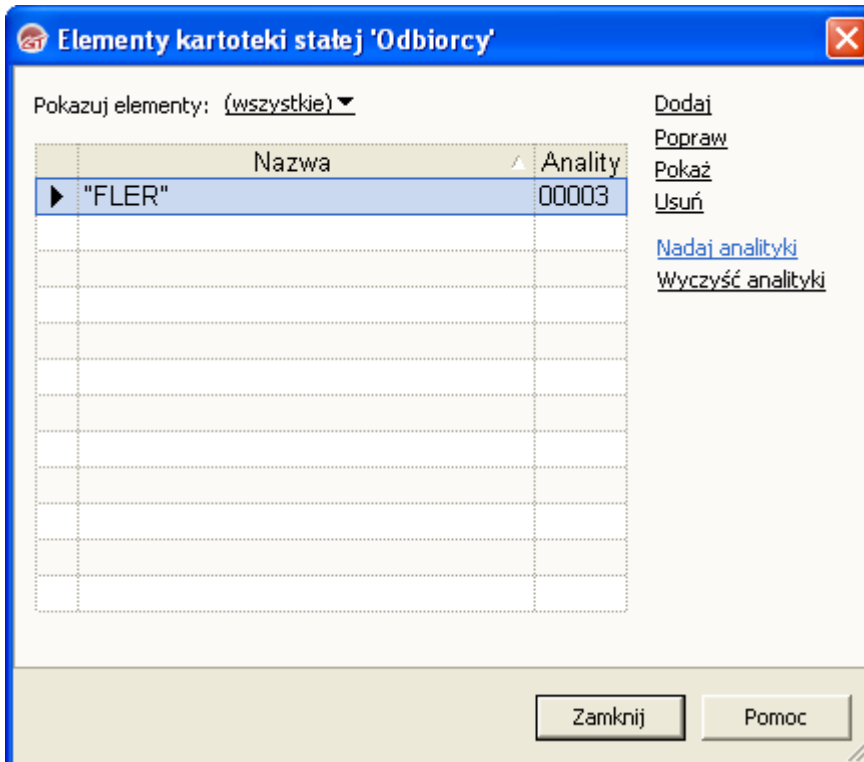 Elementy kartoteki stałej 'Odbiorcy'
Pokazuj elementy: (wszystkie)
Nazwa Anality
"FLER" 00003
Dodaj
Popraw
Pokaż
Usuń
Nadaj analityki
Wyczyść analityki
Zamknij Pomoc